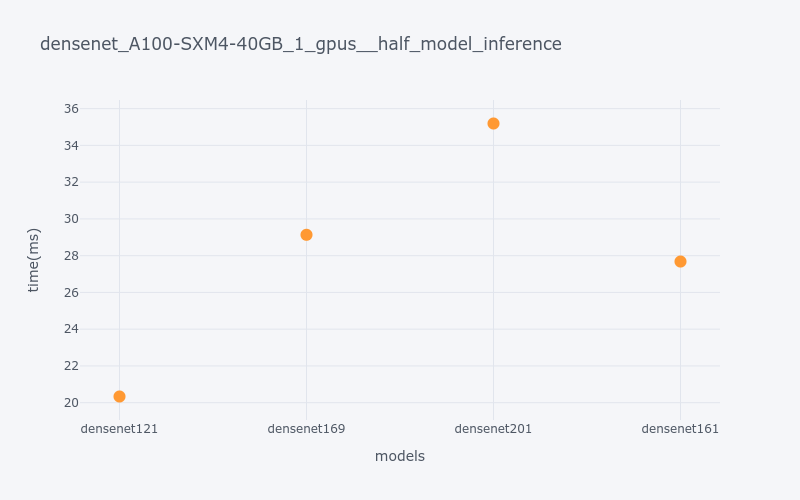 densenet_A100-SXM4-40GB_1_gpus__half_model_inference
36
34
32
30
28
26
24
22
20
time(ms)
densenet121 densenet169 densenet201 densenet161
models